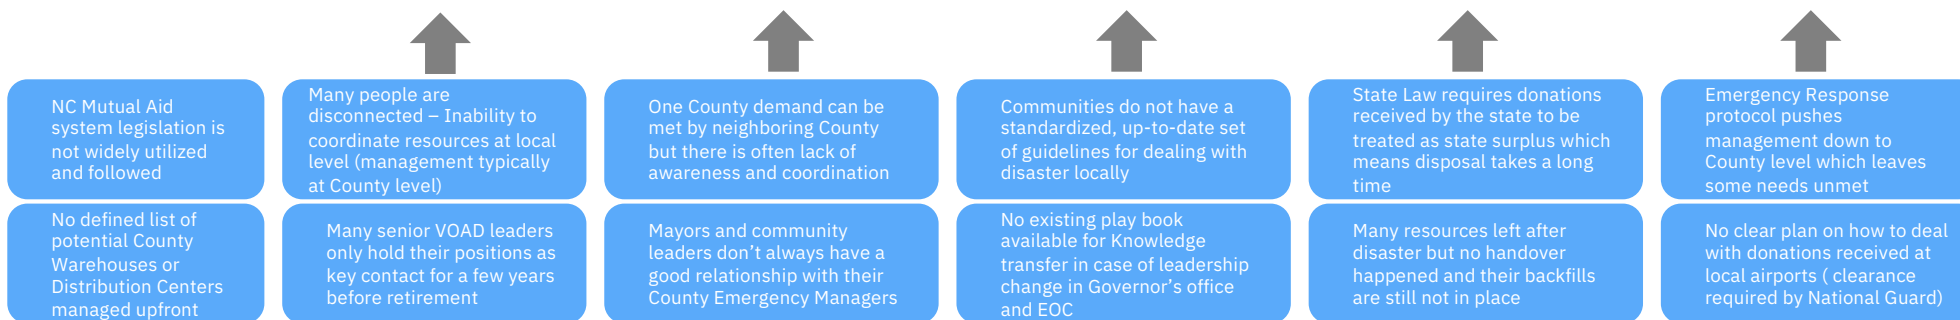 NC Mutual Aid
system legislation is
not widely utilized
and followed
Many people are
disconnected – Inability to
coordinate resources at local
level (management typically
at County level)
One County demand can be
met by neighboring County
but there is often lack of
awareness and coordination
Communities do not have a
standardized, up-to-date set
of guidelines for dealing with
disaster locally
State Law requires donations
received by the state to be
treated as state surplus which
means disposal takes a long
time
Emergency Response
protocol pushes
management down to
County level which leaves
some needs unmet
No defined list of
potential County
Warehouses or
Distribution Centers
managed upfront
Many senior VOAD leaders
only hold their positions as
key contact for a few years
before retirement
Mayors and community
leaders don’t always have a
good relationship with their
County Emergency Managers
No existing play book
available for Knowledge
transfer in case of leadership
change in Governor’s office
and EOC
Many resources left after
disaster but no handover
happened and their backfills
are still not in place
No clear plan on how to deal
with donations received at
local airports ( clearance
required by National Guard)